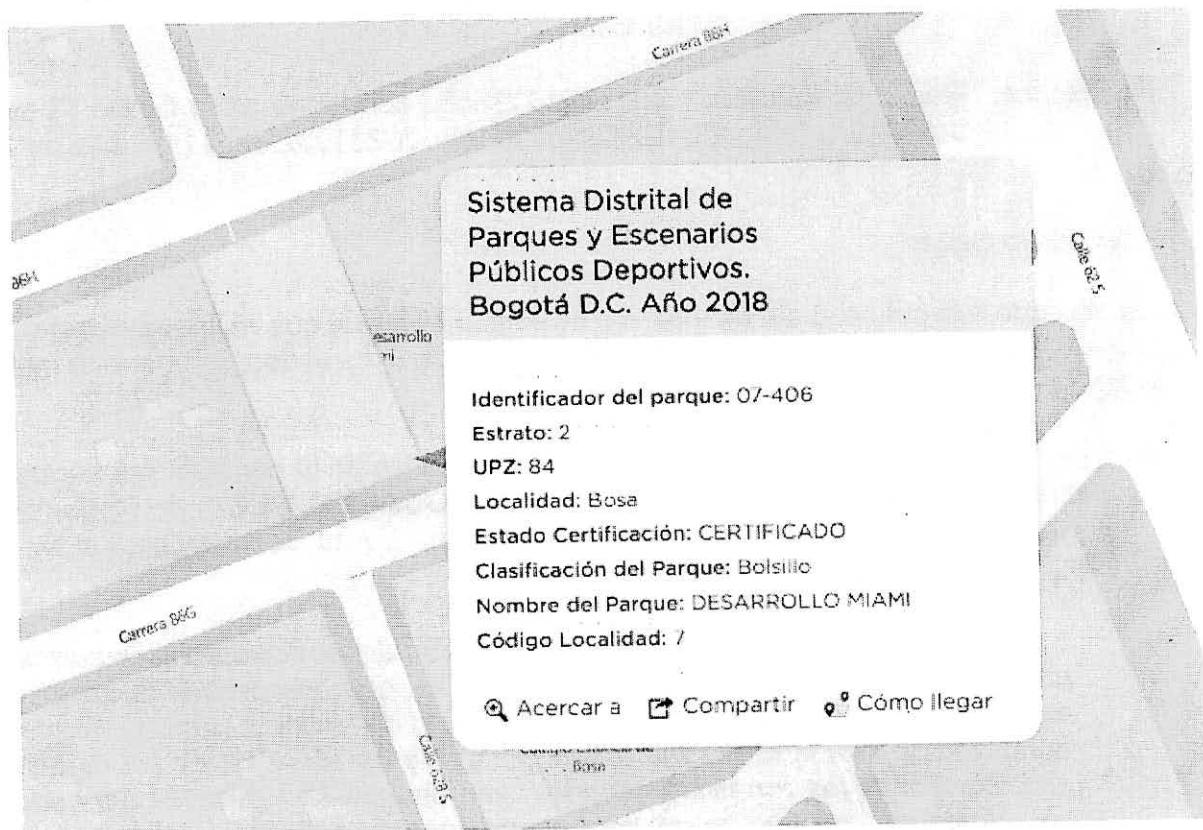 Carrera 86H
Sistema Distrital de
Parques y Escenarios
Públicos Deportivos.
Bogotá D.C. Año 2018
Calle 62 S
86H
esarrollo
mi
Identificador del parque: 07-406
Estrato: 2
UPZ: 84
Localidad: Bosa
Estado Certificación: CERTIFICADO
Clasificación del Parque: Bolsillo
Nombre del Parque: DESARROLLO MIAMI
Código Localidad: 7
Carrera 86G
Acercar a Compartir Cómo llegar
Bosa